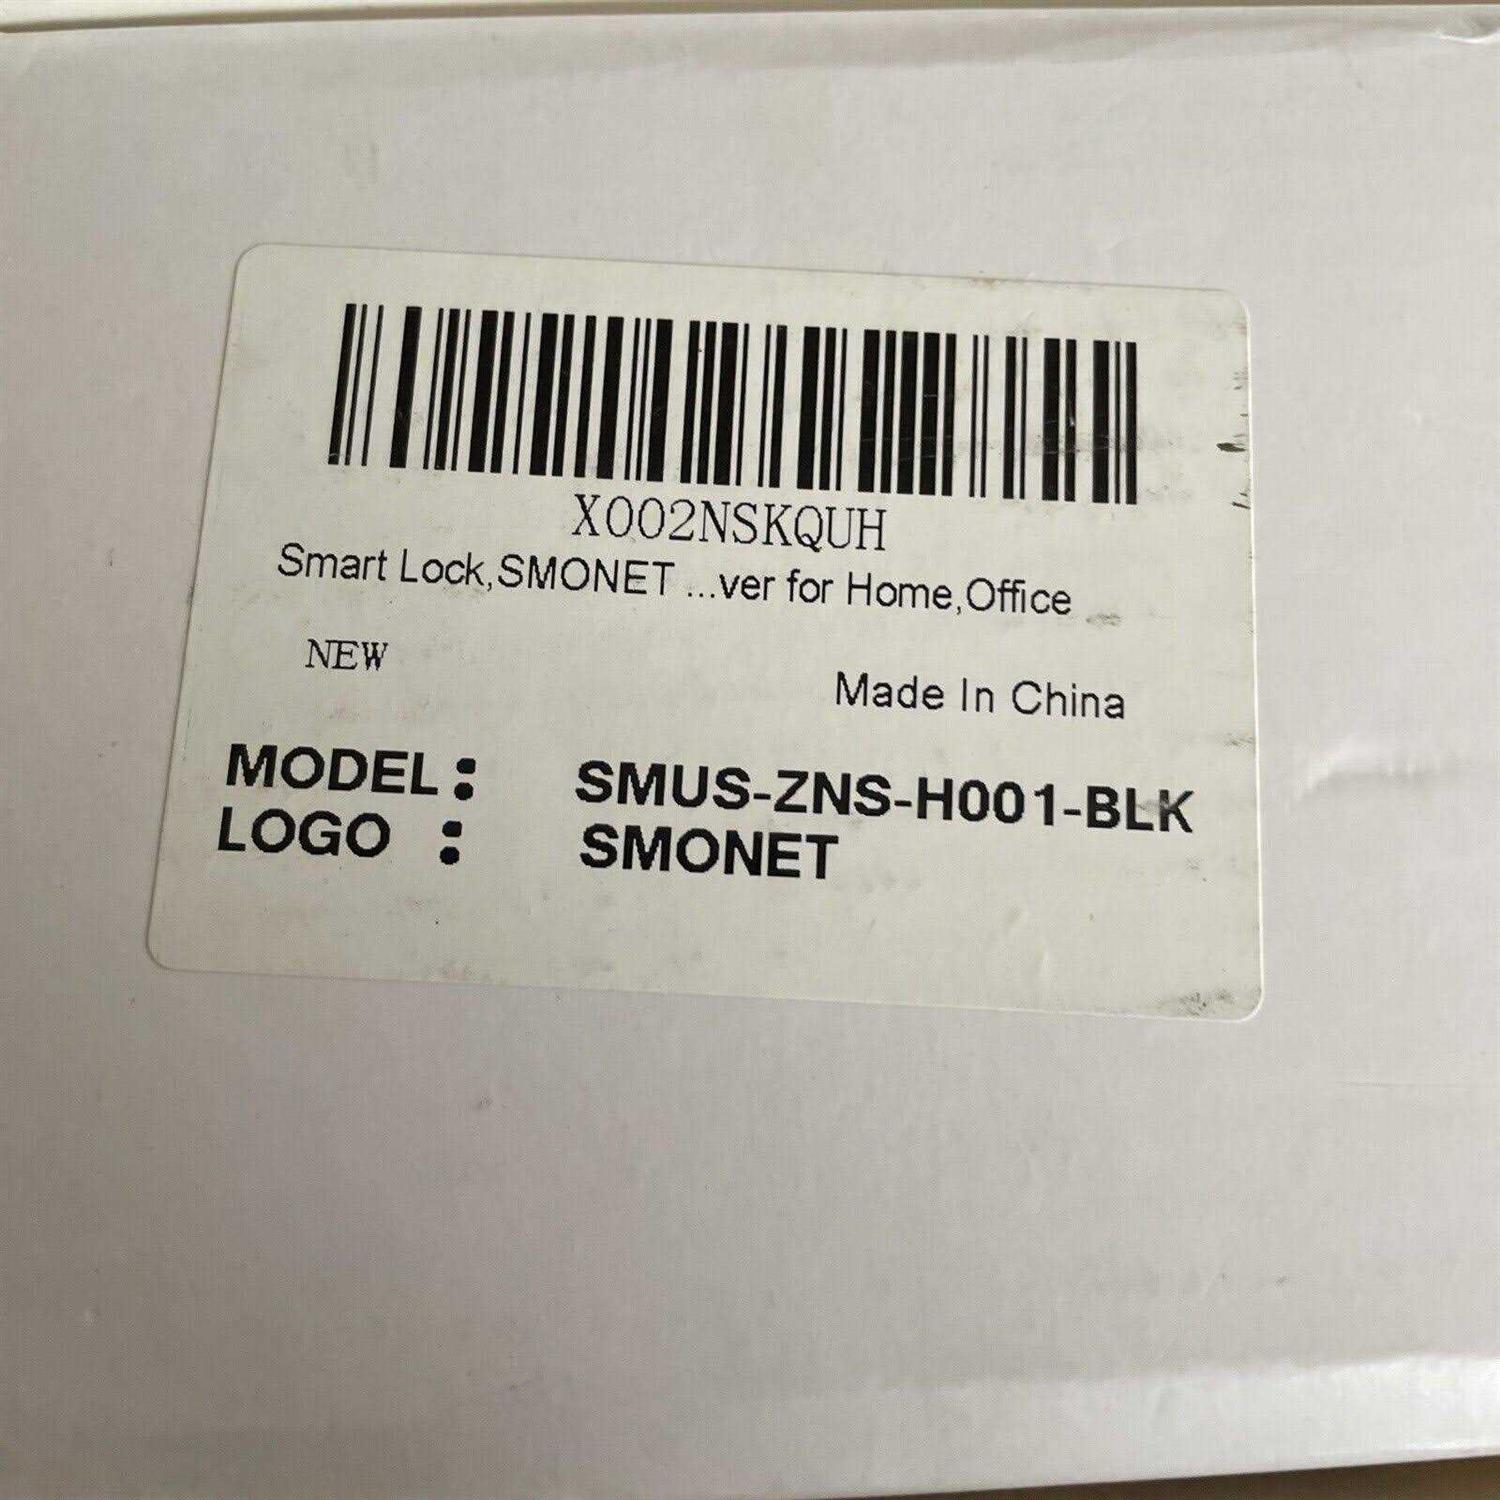 X002NSKQUH
Smart Lock,SMONET ...ver for Home,Office
NEW
Made In China
MODEL: SMUS-ZNS-H001-BLK
LOGO : SMONET